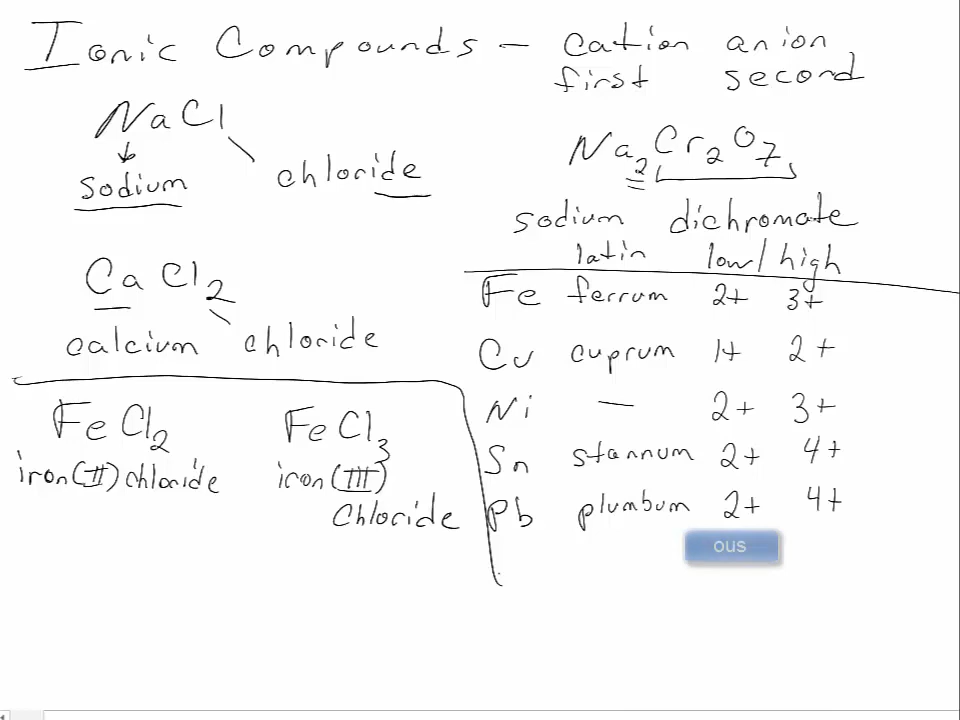 Ionic Compounds - cation anion
first second
NaCl
sodium
chloride
CaCl2
calcium chloride
FeCl2 FeCl3
iron(II)chloride iron(III)
chloride
Na2Cr2O7
sodium dichromate
latin low/high
Fe ferrum 2+ 3+
Cu cuprum 1+ 2+
Ni — 2+ 3+
Sn stannum 2+ 4+
Pb plumbum 2+ 4+
ous